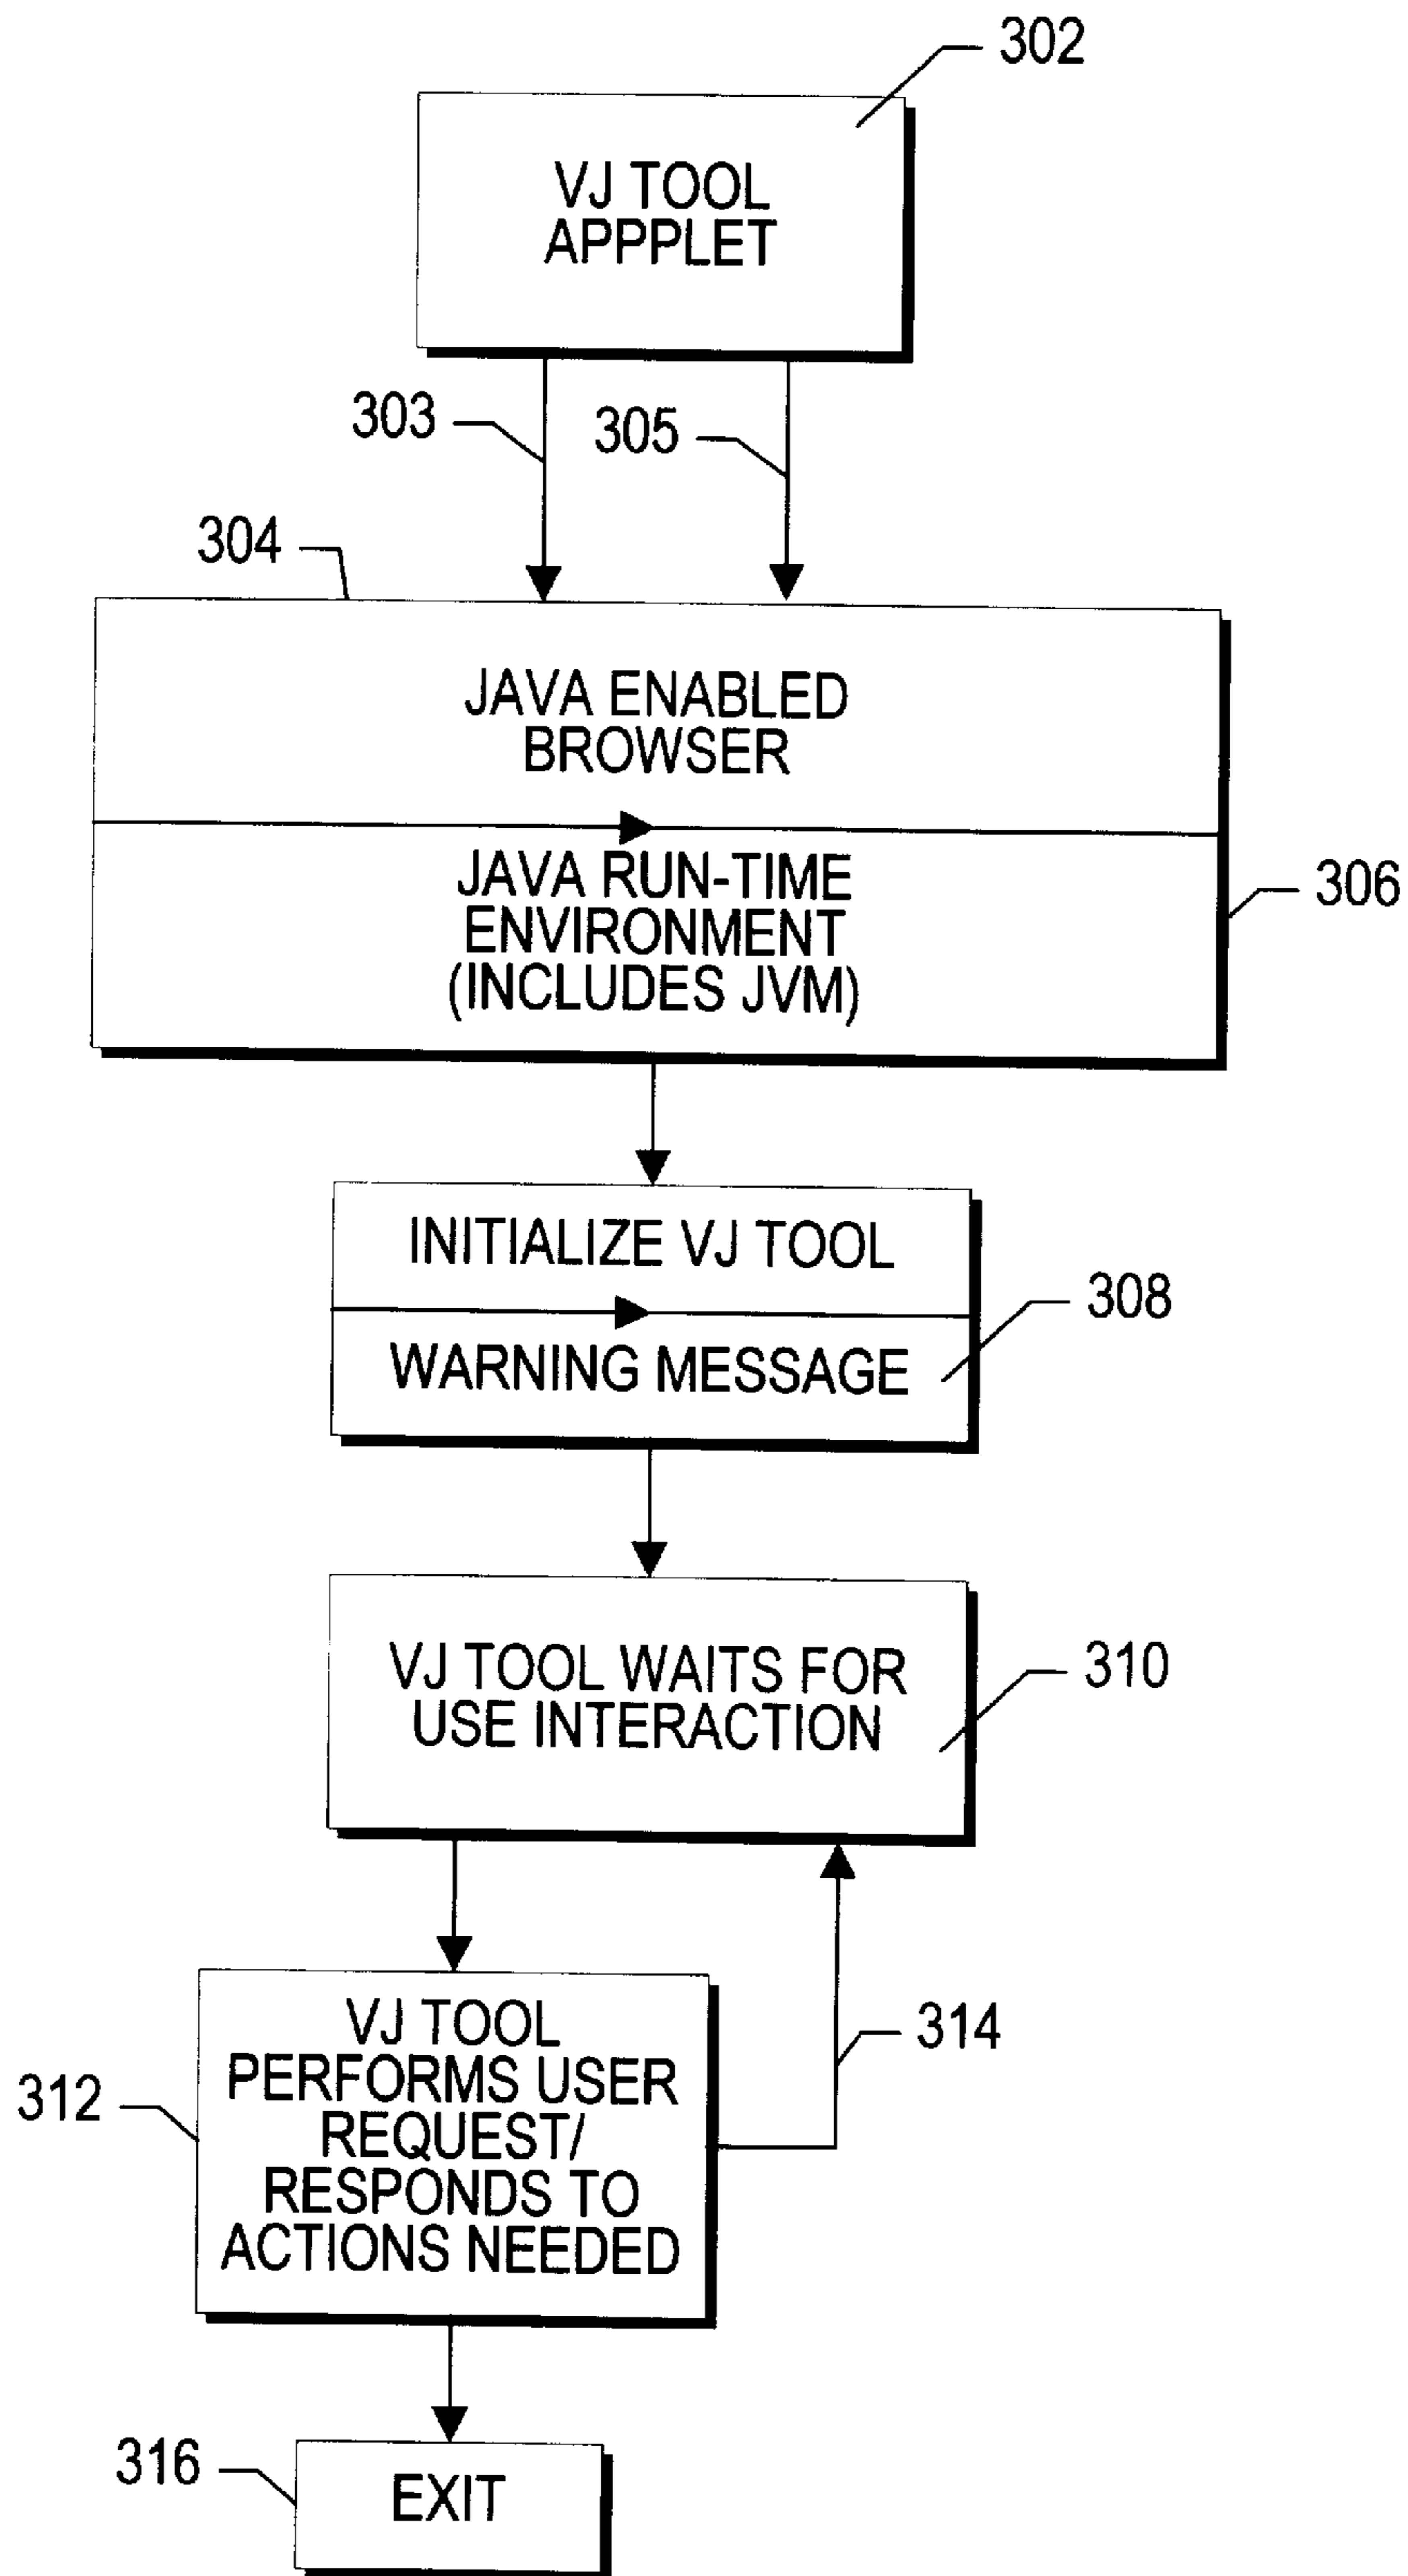 302
VJ TOOL
APPPLET
303
305
304
JAVA ENABLED
BROWSER
JAVA RUN-TIME
ENVIRONMENT
(INCLUDES JVM)
306
INITIALIZE VJ TOOL
308
WARNING MESSAGE
VJ TOOL WAITS FOR
USE INTERACTION
310
VJ TOOL
PERFORMS USER
REQUEST/
RESPONDS TO
ACTIONS NEEDED
312
314
316
EXIT